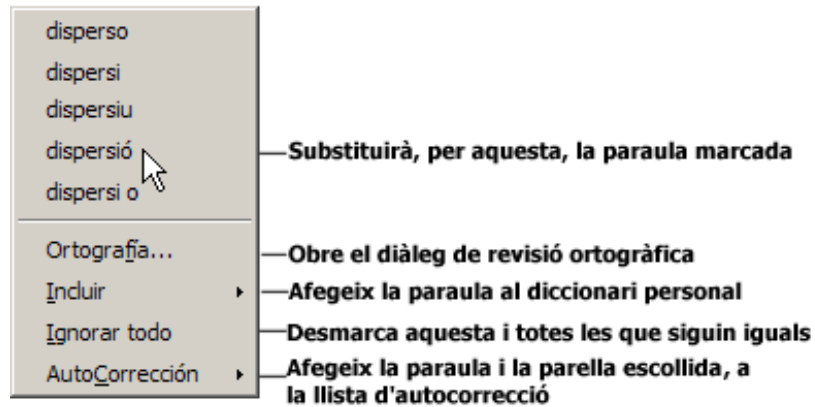 disperso
dispersi
dispersiu
dispersió Substituirà, per aquesta, la paraula marcada
dispersi o
Ortografía... Obre el diàleg de revisió ortogràfica
Incluir Afegeix la paraula al diccionari personal
Ignorar todo Desmarca aquesta i totes les que siguin iguals
AutoCorrección Afegeix la paraula i la parella escollida, a
la llista d'autocorrecció